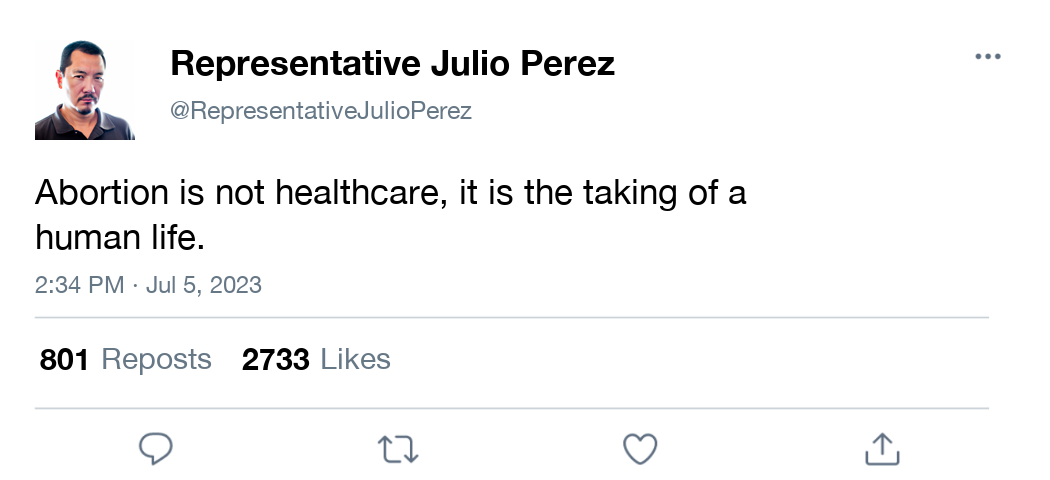 Representative Julio Perez
@RepresentativeJulioPerez
Abortion is not healthcare, it is the taking of a
human life.
2:34 PM · Jul 5, 2023
801 Reposts 2733 Likes